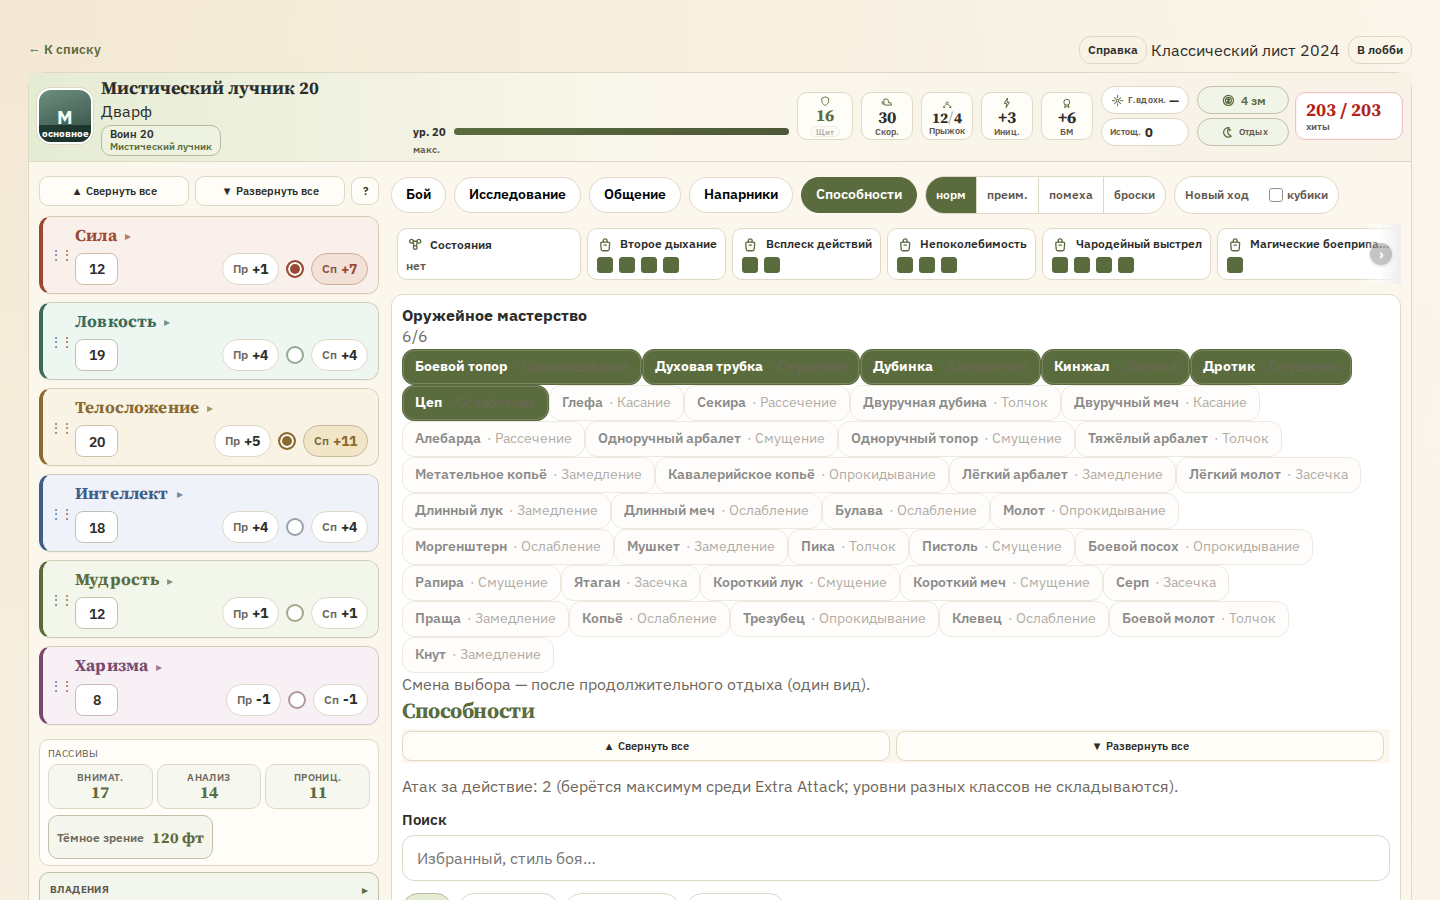 ← К списку
Справка Классический лист 2024 В лобби
М
основное
Мистический лучник 20
Дварф
Воин 20
Мистический лучник
ур. 20
макс.
16
Щит
30
Скор.
12/4
Прыжок
+3
Иниц.
+6
БМ
Г.вдохн. —
Истощ. 0
4 зм
Отдых
203 / 203
хиты
▲ Свернуть все ▼ Развернуть все ?
Сила ▸
12 Пр +1 Сп +7
Ловкость ▸
19 Пр +4 Сп +4
Телосложение ▸
20 Пр +5 Сп +11
Интеллект ▸
18 Пр +4 Сп +4
Мудрость ▸
12 Пр +1 Сп +1
Харизма ▸
8 Пр -1 Сп -1
ПАССИВЫ
ВНИМАТ.
17
АНАЛИЗ
14
ПРОНИЦ.
11
Тёмное зрение 120 фт
ВЛАДЕНИЯ ▸
Бой Исследование Общение Напарники Способности норм преим. помеха броски Новый ход кубики
Состояния
нет
Второе дыхание
Всплеск действий
Непоколебимость
Чародейный выстрел
Магические боеприпа...
›
Оружейное мастерство
6/6
Боевой топор · Опрокидывание Духовая трубка · Смущение Дубинка · Замедление Кинжал · Засечка Дротик · Смущение
Цеп · Ослабление Глефа · Касание Секира · Рассечение Двуручная дубина · Толчок Двуручный меч · Касание
Алебарда · Рассечение Одноручный арбалет · Смущение Одноручный топор · Смущение Тяжёлый арбалет · Толчок
Метательное копьё · Замедление Кавалерийское копьё · Опрокидывание Лёгкий арбалет · Замедление Лёгкий молот · Засечка
Длинный лук · Замедление Длинный меч · Ослабление Булава · Ослабление Молот · Опрокидывание
Моргенштерн · Ослабление Мушкет · Замедление Пика · Толчок Пистоль · Смущение Боевой посох · Опрокидывание
Рапира · Смущение Ятаган · Засечка Короткий лук · Смущение Короткий меч · Смущение Серп · Засечка
Праща · Замедление Копьё · Ослабление Трезубец · Опрокидывание Клевец · Ослабление Боевой молот · Толчок
Кнут · Замедление
Смена выбора — после продолжительного отдыха (один вид).
Способности
▲ Свернуть все ▼ Развернуть все
Атак за действие: 2 (берётся максимум среди Extra Attack; уровни разных классов не складываются).
Поиск
Избранный, стиль боя...